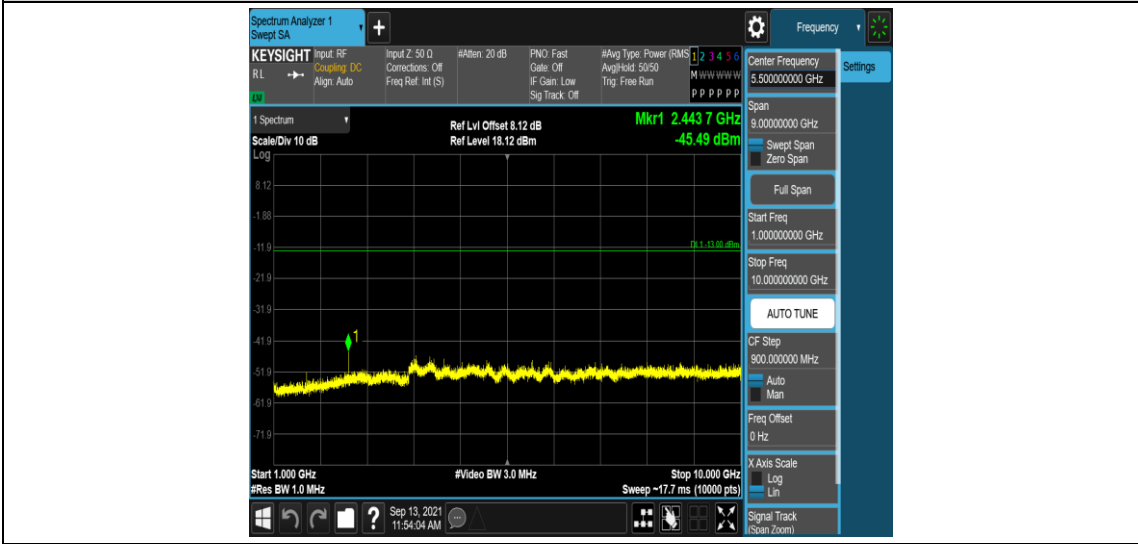 Spectrum Analyzer 1
Swept SA
Frequency
KEYSIGHT
RL
Input: RF
Coupling: DC
Align: Auto
Input Z: 50 Ω
Corrections: Off
Freq Ref: Int (S)
#Atten: 20 dB
PNO: Fast
Gate: Off
IF Gain: Low
Sig Track: Off
#Avg Type: Power (RMS
Avg|Hold: 50/50
Trig: Free Run
1 2 3 4 5 6
M W W W W W
P P P P P P
1 Spectrum
Scale/Div 10 dB
Log
Ref Lvl Offset 8.12 dB
Ref Level 18.12 dBm
Mkr1 2.443 7 GHz
-45.49 dBm
8.12
-1.88
-11.9
-21.9
-31.9
-41.9
-51.9
-61.9
-71.9
DL1 -13.00 dBm
1
Start 1.000 GHz
#Res BW 1.0 MHz
#Video BW 3.0 MHz
Stop 10.000 GHz
Sweep ~17.7 ms (10000 pts)
?
Sep 13, 2021
11:54:04 AM
Center Frequency
5.500000000 GHz
Settings
Span
9.00000000 GHz
Swept Span
Zero Span
Full Span
Start Freq
1.000000000 GHz
Stop Freq
10.000000000 GHz
AUTO TUNE
CF Step
900.000000 MHz
Auto
Man
Freq Offset
0 Hz
X Axis Scale
Log
Lin
Signal Track
(Span Zoom)